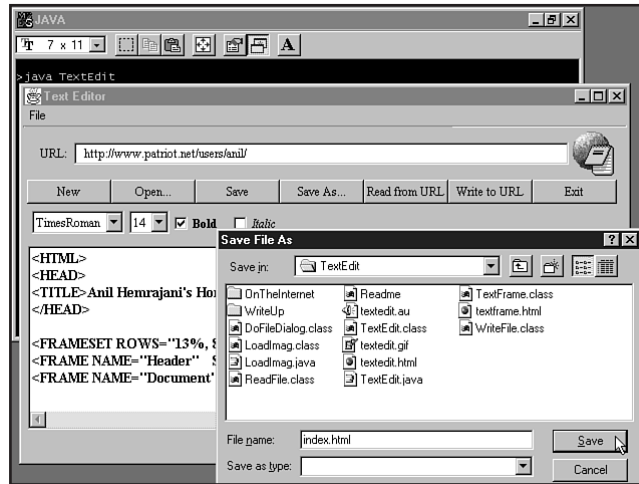 JAVA
7 x 11
A
>java TextEdit
Text Editor
File
URL: http://www.patriot.net/users/anil/
New Open... Save Save As... Read from URL Write to URL Exit
TimesRoman 14 Bold Italic
<HTML>
<HEAD>
<TITLE>Anil Hemrajani's Ho
</HEAD>
<FRAMESET ROWS="13%,
<FRAME NAME="Header"
<FRAME NAME="Document"
Save File As
Save in: TextEdit
OnTheInternet Readme TextFrame.class
WriteUp textedit.au textframe.html
DoFileDialog.class TextEdit.class WriteFile.class
LoadImag.class textedit.gif
LoadImag.java textedit.html
ReadFile.class TextEdit.java
File name: index.html Save
Save as type: Cancel